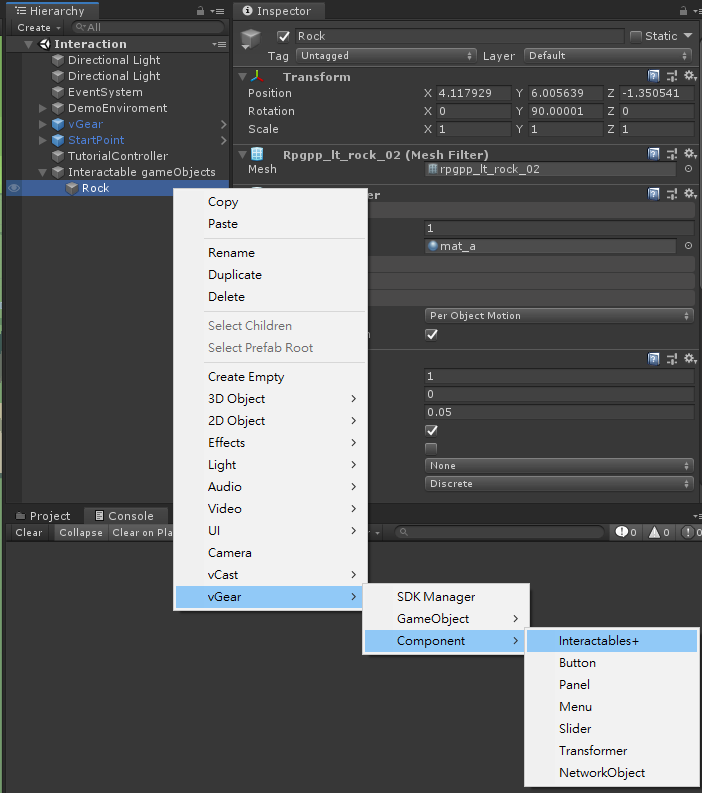 Hierarchy
Create
All
Interaction
Directional Light
Directional Light
EventSystem
DemoEnviroment
vGear
StartPoint
TutorialController
Interactable gameObjects
Rock
Inspector
Rock
Static
Tag Untagged Layer Default
Transform
Position X 4.117929 Y 6.005639 Z -1.350541
Rotation X 0 Y 90.00001 Z 0
Scale X 1 Y 1 Z 1
Rpgpp_lt_rock_02 (Mesh Filter)
Mesh rpgpp_lt_rock_02
1
mat_a
Per Object Motion
1
0
0.05
None
Discrete
Copy
Paste
Rename
Duplicate
Delete
Select Children
Select Prefab Root
Create Empty
3D Object
2D Object
Effects
Light
Audio
Video
UI
Camera
vCast
vGear
SDK Manager
GameObject
Component
Interactables+
Button
Panel
Menu
Slider
Transformer
NetworkObject
Project Console
Clear Collapse Clear on Pla
0 0 0